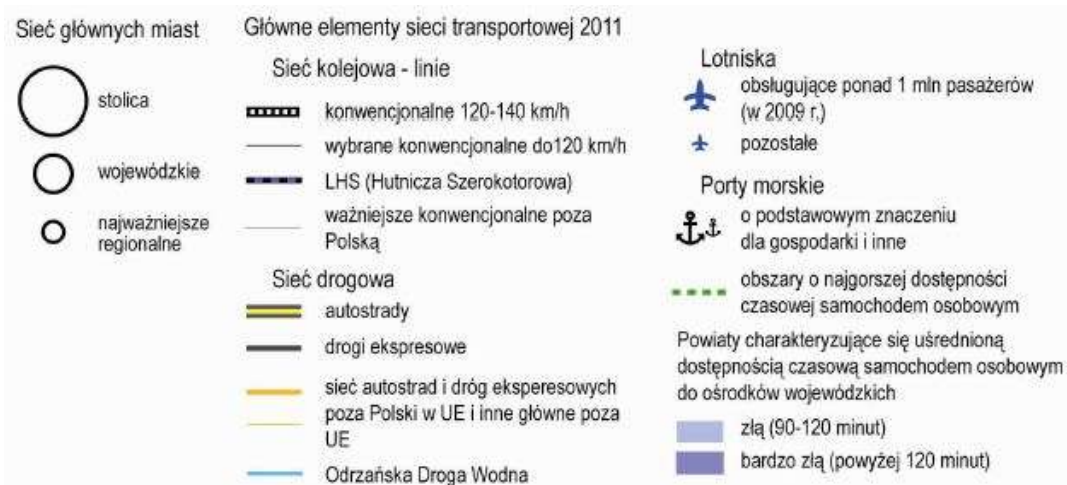 Sieć głównych miast
stolica
wojewódzkie
najważniejsze
regionalne
Główne elementy sieci transportowej 2011
Sieć kolejowa - linie
konwencjonalne 120-140 km/h
wybrane konwencjonalne do120 km/h
LHS (Hutnicza Szerokotorowa)
ważniejsze konwencjonalne poza
Polską
Sieć drogowa
autostrady
drogi ekspresowe
sieć autostrad i dróg eksperesowych
poza Polski w UE i inne główne poza
UE
Odrzańska Droga Wodna
Lotniska
obsługujące ponad 1 mln pasażerów
(w 2009 r.)
pozostałe
Porty morskie
o podstawowym znaczeniu
dla gospodarki i inne
obszary o najgorszej dostępności
czasowej samochodem osobowym
Powiaty charakteryzujące się uśrednioną
dostępnością czasową samochodem osobowym
do ośrodków wojewódzkich
złą (90-120 minut)
bardzo złą (powyżej 120 minut)